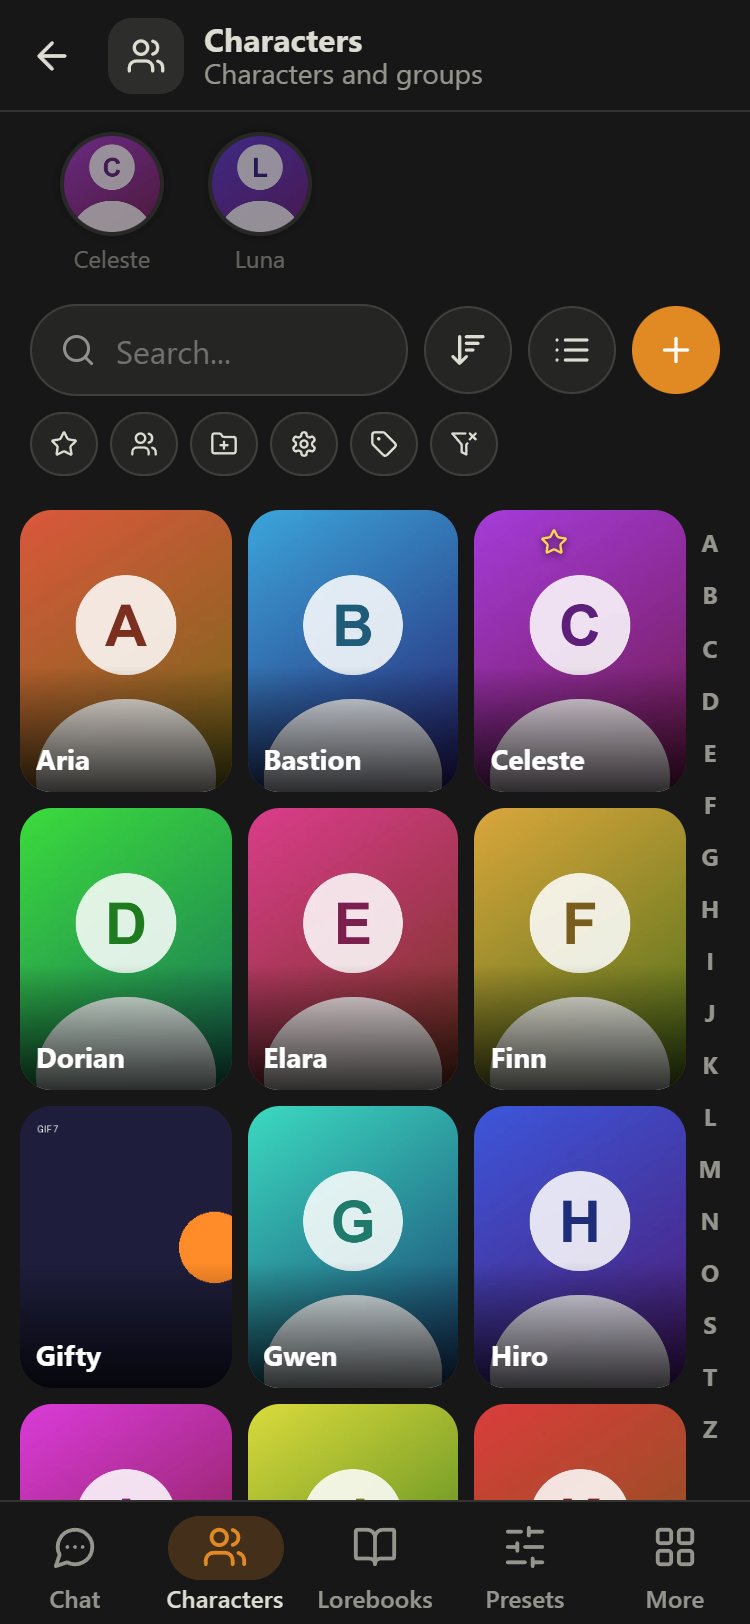 Characters
Characters and groups
C
L
Celeste
Luna
Search...
A
B
C
Aria
Bastion
Celeste
D
E
F
Dorian
Elara
Finn
GIF7
G
H
Gifty
Gwen
Hiro
A
B
C
D
E
F
G
H
I
J
K
L
M
N
O
S
T
Z
Chat
Characters
Lorebooks
Presets
More